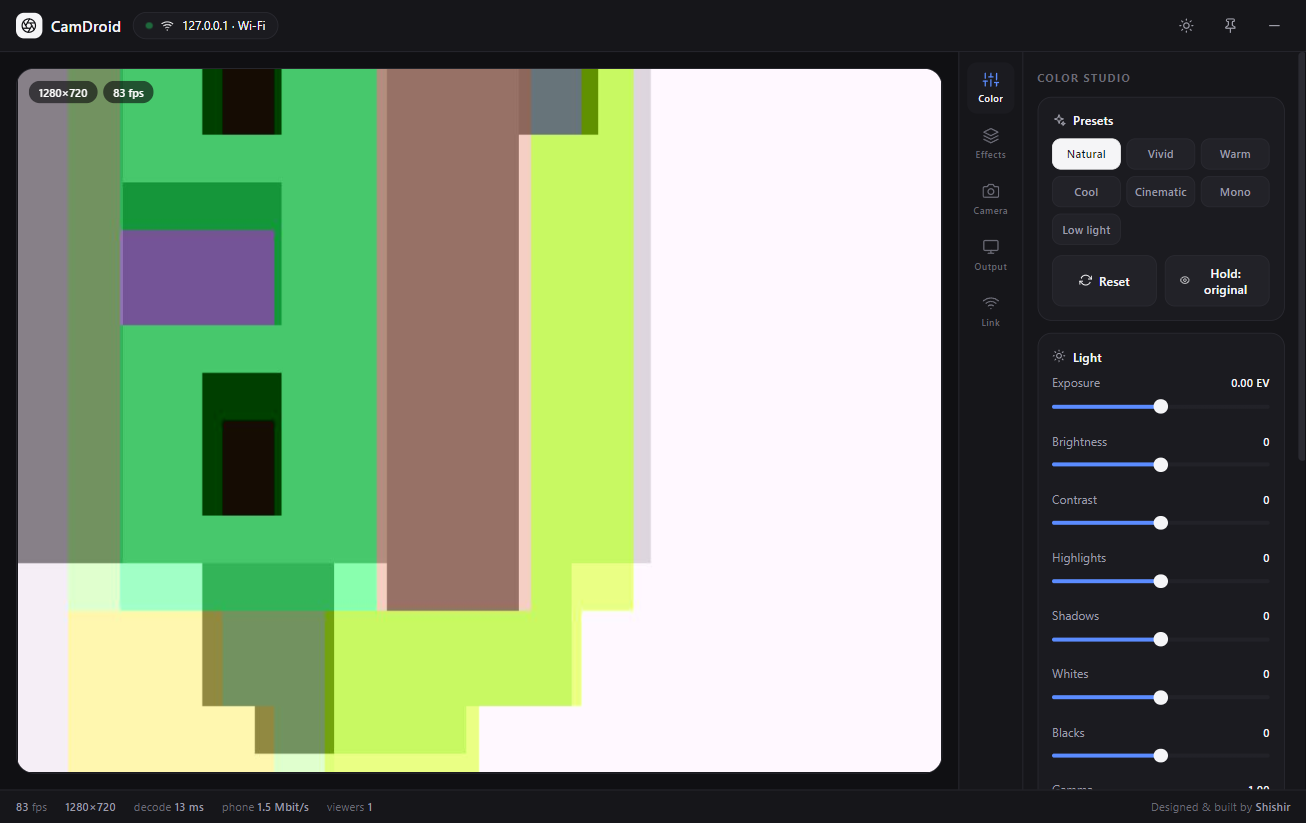 CamDroid
127.0.0.1 · Wi-Fi
1280×720
83 fps
Color
Effects
Camera
Output
Link
COLOR STUDIO
Presets
Natural
Vivid
Warm
Cool
Cinematic
Mono
Low light
Reset
Hold:
original
Light
Exposure 0.00 EV
Brightness 0
Contrast 0
Highlights 0
Shadows 0
Whites 0
Blacks 0
Gamma 1.00
83 fps 1280×720 decode 13 ms phone 1.5 Mbit/s viewers 1
Designed & built by Shishir